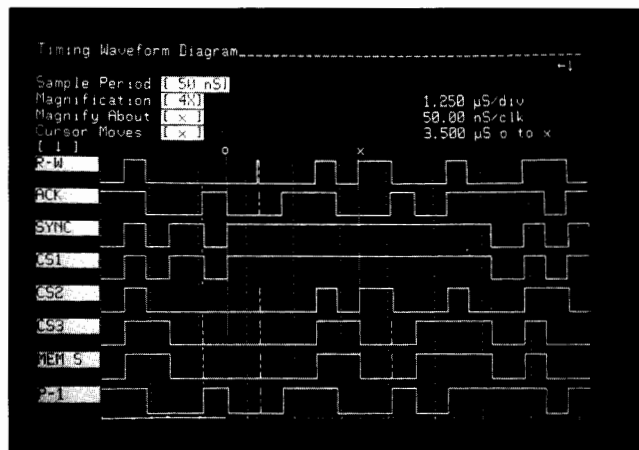 Timing Waveform Diagram
←↓
Sample Period [ 50 nS]
Magnification [ 4X] 1.250 µS/div
Magnify About [ × ] 50.00 nS/clk
Cursor Moves [ × ] 3.500 µS o to ×
[ ↓ ] o ×
R-W
ACK
SYNC
CS1
CS2
CS3
MEM S
P-1